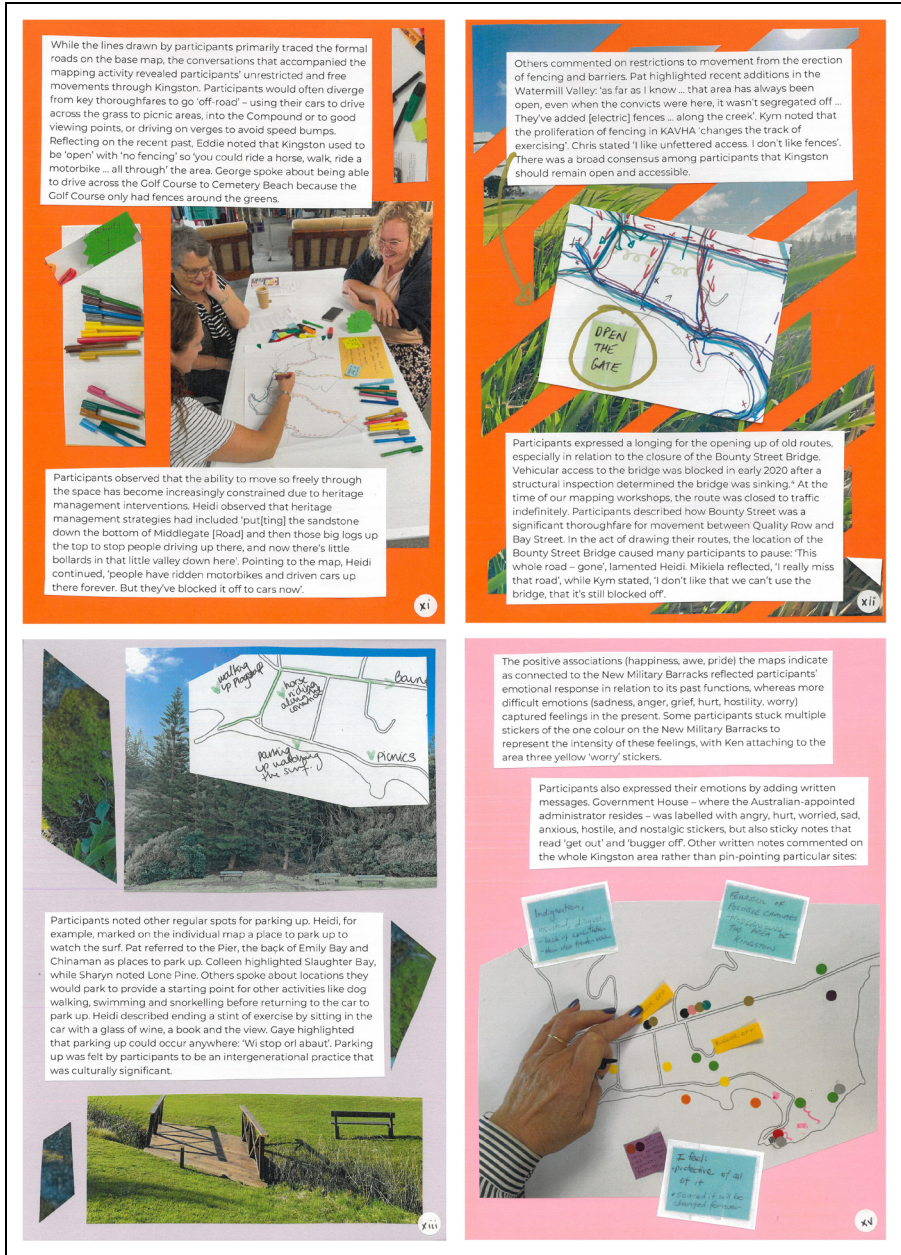 While the lines drawn by participants primarily traced the formal
roads on the base map, the conversations that accompanied the
mapping activity revealed participants' unrestricted and free
movements through Kingston. Participants would often diverge
from key thoroughfares to go 'off-road' – using their cars to drive
across the grass to picnic areas, into the Compound or to good
viewing points, or driving on verges to avoid speed bumps.
Reflecting on the recent past, Eddie noted that Kingston used to
be 'open' with 'no fencing' so 'you could ride a horse, walk, ride a
motorbike ... all through' the area. George spoke about being able
to drive across the Golf Course to Cemetery Beach because the
Golf Course only had fences around the greens.
Participants observed that the ability to move so freely through
the space has become increasingly constrained due to heritage
management interventions. Heidi observed that heritage
management strategies had included 'put[ting] the sandstone
down the bottom of Middlegate [Road] and then those big logs up
the top to stop people driving up there, and now there's little
bollards in that little valley down here'. Pointing to the map, Heidi
continued, 'people have ridden motorbikes and driven cars up
there forever. But they've blocked it off to cars now'.
xi
Others commented on restrictions to movement from the erection
of fencing and barriers. Pat highlighted recent additions in the
Watermill Valley: 'as far as I know ... that area has always been
open, even when the convicts were here, it wasn't segregated off ...
They've added [electric] fences ... along the creek'. Kym noted that
the proliferation of fencing in KAVHA 'changes the track of
exercising'. Chris stated 'I like unfettered access. I don't like fences'.
There was a broad consensus among participants that Kingston
should remain open and accessible.
OPEN
THE
GATE
Participants expressed a longing for the opening up of old routes,
especially in relation to the closure of the Bounty Street Bridge.
Vehicular access to the bridge was blocked in early 2020 after a
structural inspection determined the bridge was sinking.⁴ At the
time of our mapping workshops, the route was closed to traffic
indefinitely. Participants described how Bounty Street was a
significant thoroughfare for movement between Quality Row and
Bay Street. In the act of drawing their routes, the location of the
Bounty Street Bridge caused many participants to pause: 'This
whole road – gone', lamented Heidi. Mikiela reflected, 'I really miss
that road', while Kym stated, 'I don't like that we can't use the
bridge, that it's still blocked off'.
xii
walking
up
horse
riding
along the
Picnics
parking
up watching
the surf.
Participants noted other regular spots for parking up. Heidi, for
example, marked on the individual map a place to park up to
watch the surf. Pat referred to the Pier, the back of Emily Bay and
Chinaman as places to park up. Colleen highlighted Slaughter Bay,
while Sharyn noted Lone Pine. Others spoke about locations they
would park to provide a starting point for other activities like dog
walking, swimming and snorkelling before returning to the car to
park up. Heidi described ending a stint of exercise by sitting in the
car with a glass of wine, a book and the view. Gaye highlighted
that parking up could occur anywhere: 'Wi stop orl abaut'. Parking
up was felt by participants to be an intergenerational practice that
was culturally significant.
xiii
The positive associations (happiness, awe, pride) the maps indicate
as connected to the New Military Barracks reflected participants'
emotional response in relation to its past functions, whereas more
difficult emotions (sadness, anger, grief, hurt, hostility, worry)
captured feelings in the present. Some participants stuck multiple
stickers of the one colour on the New Military Barracks to
represent the intensity of these feelings, with Ken attaching to the
area three yellow 'worry' stickers.
Participants also expressed their emotions by adding written
messages. Government House – where the Australian-appointed
administrator resides – was labelled with angry, hurt, worried, sad,
anxious, hostile, and nostalgic stickers, but also sticky notes that
read 'get out' and 'bugger off'. Other written notes commented on
the whole Kingston area rather than pin-pointing particular sites:
Indignation,
- lack of consultation
FEARFUL OF
POSSIBLE CHANGES
THE AREA OF
KINGSTON
I feel
- protective of all
of it
it will be
changed forever
xv